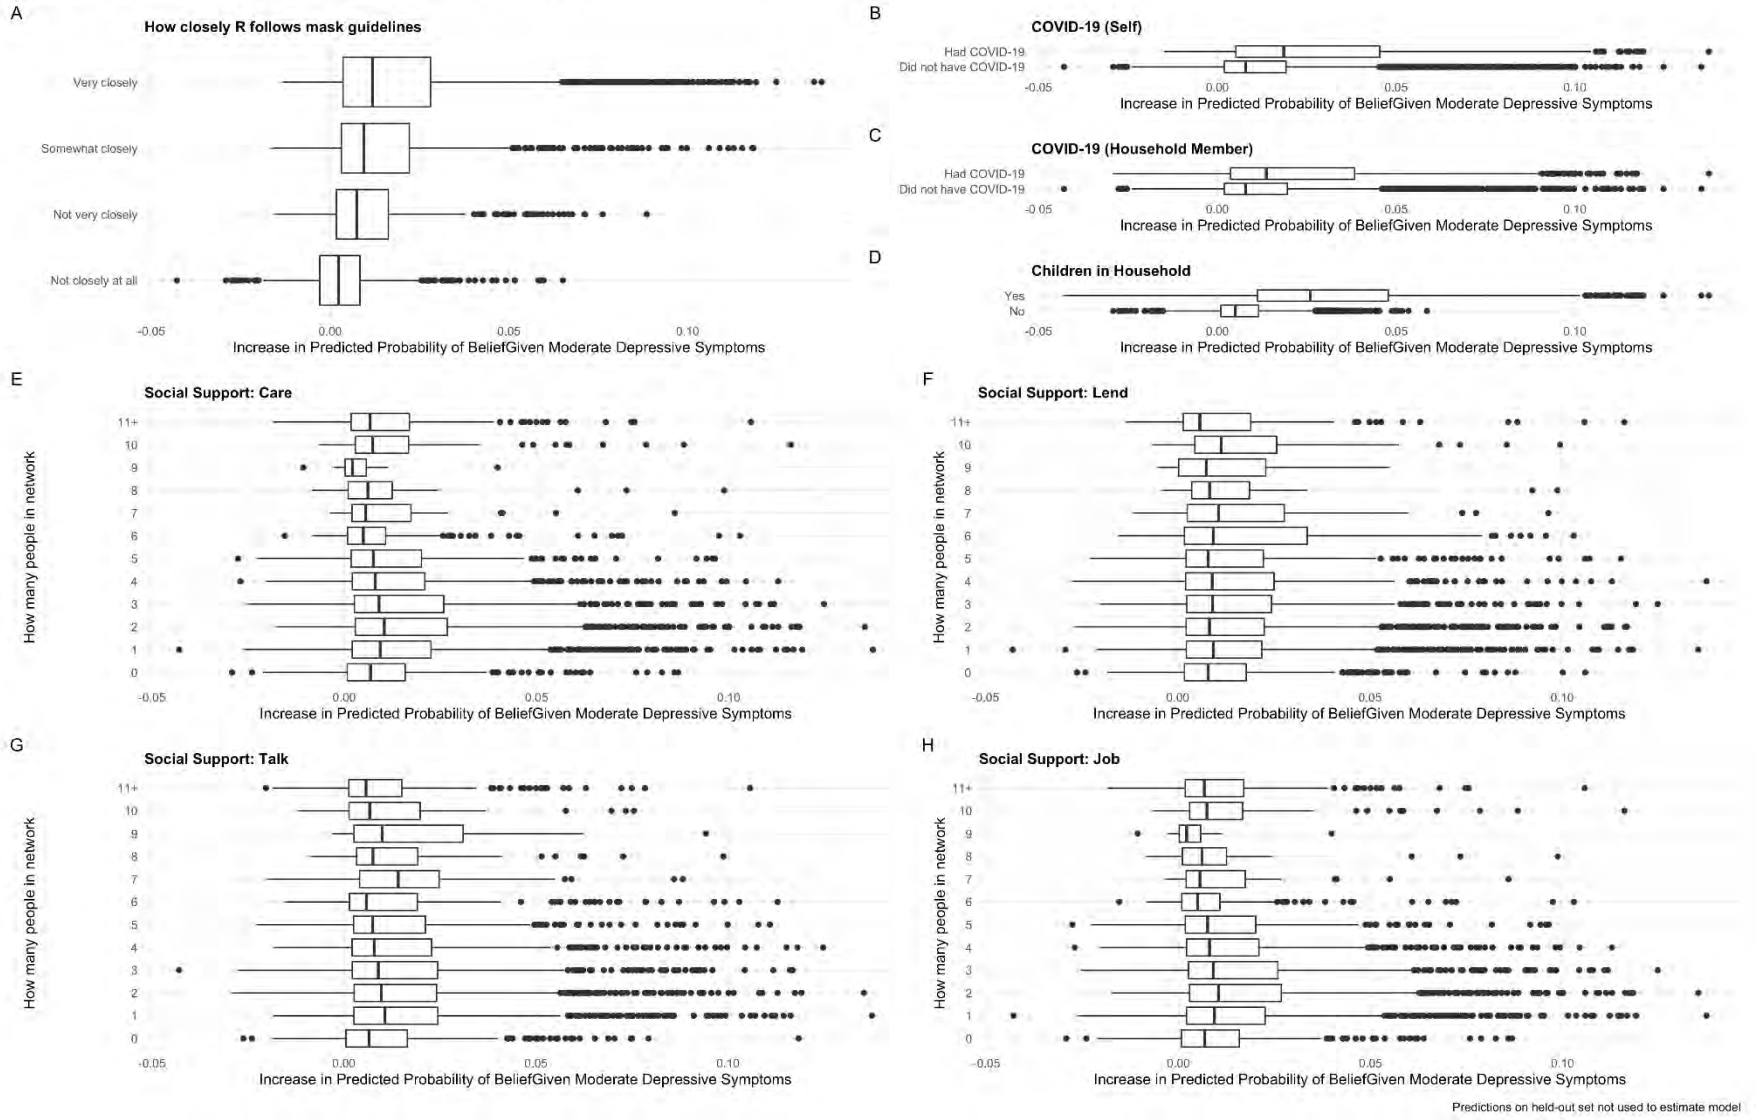 A
How closely R follows mask guidelines
Very closely
Somewhat closely
Not very closely
Not closely at all
-0.05 0.00 0.05 0.10
Increase in Predicted Probability of BeliefGiven Moderate Depressive Symptoms
B
COVID-19 (Self)
Had COVID-19
Did not have COVID-19
-0.05 0.00 0.05 0.10
Increase in Predicted Probability of BeliefGiven Moderate Depressive Symptoms
C
COVID-19 (Household Member)
Had COVID-19
Did not have COVID-19
-0.05 0.00 0.05 0.10
Increase in Predicted Probability of BeliefGiven Moderate Depressive Symptoms
D
Children in Household
Yes
No
-0.05 0.00 0.05 0.10
Increase in Predicted Probability of BeliefGiven Moderate Depressive Symptoms
E
Social Support: Care
How many people in network
11+
10
9
8
7
6
5
4
3
2
1
0
-0.05 0.00 0.05 0.10
Increase in Predicted Probability of BeliefGiven Moderate Depressive Symptoms
F
Social Support: Lend
How many people in network
11+
10
9
8
7
6
5
4
3
2
1
0
-0.05 0.00 0.05 0.10
Increase in Predicted Probability of BeliefGiven Moderate Depressive Symptoms
G
Social Support: Talk
How many people in network
11+
10
9
8
7
6
5
4
3
2
1
0
-0.05 0.00 0.05 0.10
Increase in Predicted Probability of BeliefGiven Moderate Depressive Symptoms
H
Social Support: Job
How many people in network
11+
10
9
8
7
6
5
4
3
2
1
0
-0.05 0.00 0.05 0.10
Increase in Predicted Probability of BeliefGiven Moderate Depressive Symptoms
Predictions on held-out set not used to estimate model